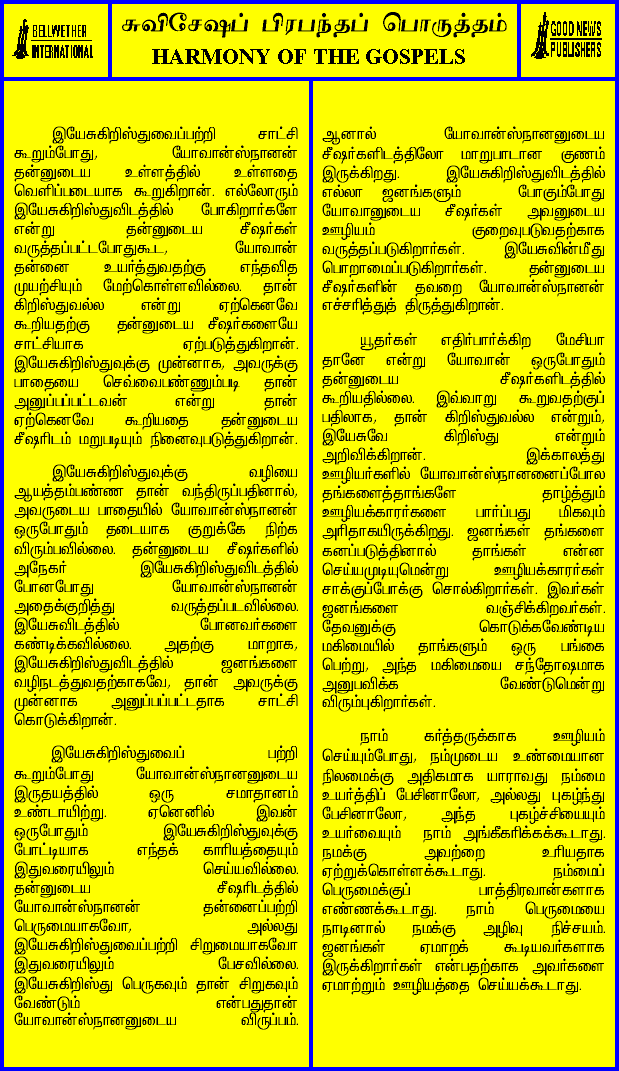 BELLWETHER
INTERNATIONAL
சுவிசேஷப் பிரபந்தப் பொருத்தம்
HARMONY OF THE GOSPELS
GOOD NEWS
PUBLISHERS
இயேசுகிறிஸ்துவைப்பற்றி சாட்சி
கூறும்போது, யோவான்ஸ்நானன்
தன்னுடைய உள்ளத்தில் உள்ளதை
வெளிப்படையாக கூறுகிறான். எல்லோரும்
இயேசுகிறிஸ்துவிடத்தில் போகிறார்களே
என்று தன்னுடைய சீஷர்கள்
வருத்தப்பட்டபோதுகூட, யோவான்
தன்னை உயர்த்துவதற்கு எந்தவித
முயற்சியும் மேற்கொள்ளவில்லை. தான்
கிறிஸ்துவல்ல என்று ஏற்கெனவே
கூறியதற்கு தன்னுடைய சீஷர்களையே
சாட்சியாக ஏற்படுத்துகிறான்.
இயேசுகிறிஸ்துவுக்கு முன்னாக, அவருக்கு
பாதையை செவ்வைபண்ணும்படி தான்
அனுப்பப்பட்டவன் என்று தான்
ஏற்கெனவே கூறியதை தன்னுடைய
சீஷரிடம் மறுபடியும் நினைவுபடுத்துகிறான்.
இயேசுகிறிஸ்துவுக்கு வழியை
ஆயத்தம்பண்ண தான் வந்திருப்பதினால்,
அவருடைய பாதையில் யோவான்ஸ்நானன்
ஒருபோதும் தடையாக குறுக்கே நிற்க
விரும்பவில்லை. தன்னுடைய சீஷர்களில்
அநேகர் இயேசுகிறிஸ்துவிடத்தில்
போனபோது யோவான்ஸ்நானன்
அதைக்குறித்து வருத்தப்படவில்லை.
இயேசுவிடத்தில் போனவர்களை
கண்டிக்கவில்லை. அதற்கு மாறாக,
இயேசுகிறிஸ்துவிடத்தில் ஜனங்களை
வழிநடத்துவதற்காகவே, தான் அவருக்கு
முன்னாக அனுப்பப்பட்டதாக சாட்சி
கொடுக்கிறான்.
இயேசுகிறிஸ்துவைப் பற்றி
கூறும்போது யோவான்ஸ்நானனுடைய
இருதயத்தில் ஒரு சமாதானம்
உண்டாயிற்று. ஏனெனில் இவன்
ஒருபோதும் இயேசுகிறிஸ்துவுக்கு
போட்டியாக எந்தக் காரியத்தையும்
இதுவரையிலும் செய்யவில்லை.
தன்னுடைய சீஷரிடத்தில்
யோவான்ஸ்நானன் தன்னைப்பற்றி
பெருமையாகவோ, அல்லது
இயேசுகிறிஸ்துவைப்பற்றி சிறுமையாகவோ
இதுவரையிலும் பேசவில்லை.
இயேசுகிறிஸ்து பெருகவும் தான் சிறுகவும்
வேண்டும் என்பதுதான்
யோவான்ஸ்நானனுடைய விருப்பம்.
ஆனால் யோவான்ஸ்நானனுடைய
சீஷர்களிடத்திலோ மாறுபாடான குணம்
இருக்கிறது. இயேசுகிறிஸ்துவிடத்தில்
எல்லா ஜனங்களும் போகும்போது
யோவானுடைய சீஷர்கள் அவனுடைய
ஊழியம் குறைவுபடுவதற்காக
வருத்தப்படுகிறார்கள். இயேசுவின்மீது
பொறாமைப்படுகிறார்கள். தன்னுடைய
சீஷர்களின் தவறை யோவான்ஸ்நானன்
எச்சரித்துத் திருத்துகிறான்.
யூதர்கள் எதிர்பார்க்கிற மேசியா
தானே என்று யோவான் ஒருபோதும்
தன்னுடைய சீஷர்களிடத்தில்
கூறியதில்லை. இவ்வாறு கூறுவதற்குப்
பதிலாக, தான் கிறிஸ்துவல்ல என்றும்,
இயேசுவே கிறிஸ்து என்றும்
அறிவிக்கிறான். இக்காலத்து
ஊழியர்களில் யோவான்ஸ்நானனைப்போல
தங்களைத்தாங்களே தாழ்த்தும்
ஊழியக்காரர்களை பார்ப்பது மிகவும்
அரிதாகயிருக்கிறது. ஜனங்கள் தங்களை
கனப்படுத்தினால் தாங்கள் என்ன
செய்யமுடியுமென்று ஊழியக்காரர்கள்
சாக்குப்போக்கு சொல்கிறார்கள். இவர்கள்
ஜனங்களை வஞ்சிக்கிறவர்கள்.
தேவனுக்கு கொடுக்கவேண்டிய
மகிமையில் தாங்களும் ஒரு பங்கை
பெற்று, அந்த மகிமையை சந்தோஷமாக
அனுபவிக்க வேண்டுமென்று
விரும்புகிறார்கள்.
நாம் கர்த்தருக்காக ஊழியம்
செய்யும்போது, நம்முடைய உண்மையான
நிலமைக்கு அதிகமாக யாராவது நம்மை
உயர்த்திப் பேசினாலோ, அல்லது புகழ்ந்து
பேசினாலோ, அந்த புகழ்ச்சியையும்
உயர்வையும் நாம் அங்கீகரிக்கக்கூடாது.
நமக்கு அவற்றை உரியதாக
ஏற்றுக்கொள்ளக்கூடாது. நம்மைப்
பெருமைக்குப் பாத்திரவான்களாக
எண்ணக்கூடாது. நாம் பெருமையை
நாடினால் நமக்கு அழிவு நிச்சயம்.
ஜனங்கள் ஏமாறக் கூடியவர்களாக
இருக்கிறார்கள் என்பதற்காக அவர்களை
ஏமாற்றும் ஊழியத்தை செய்யக்கூடாது.